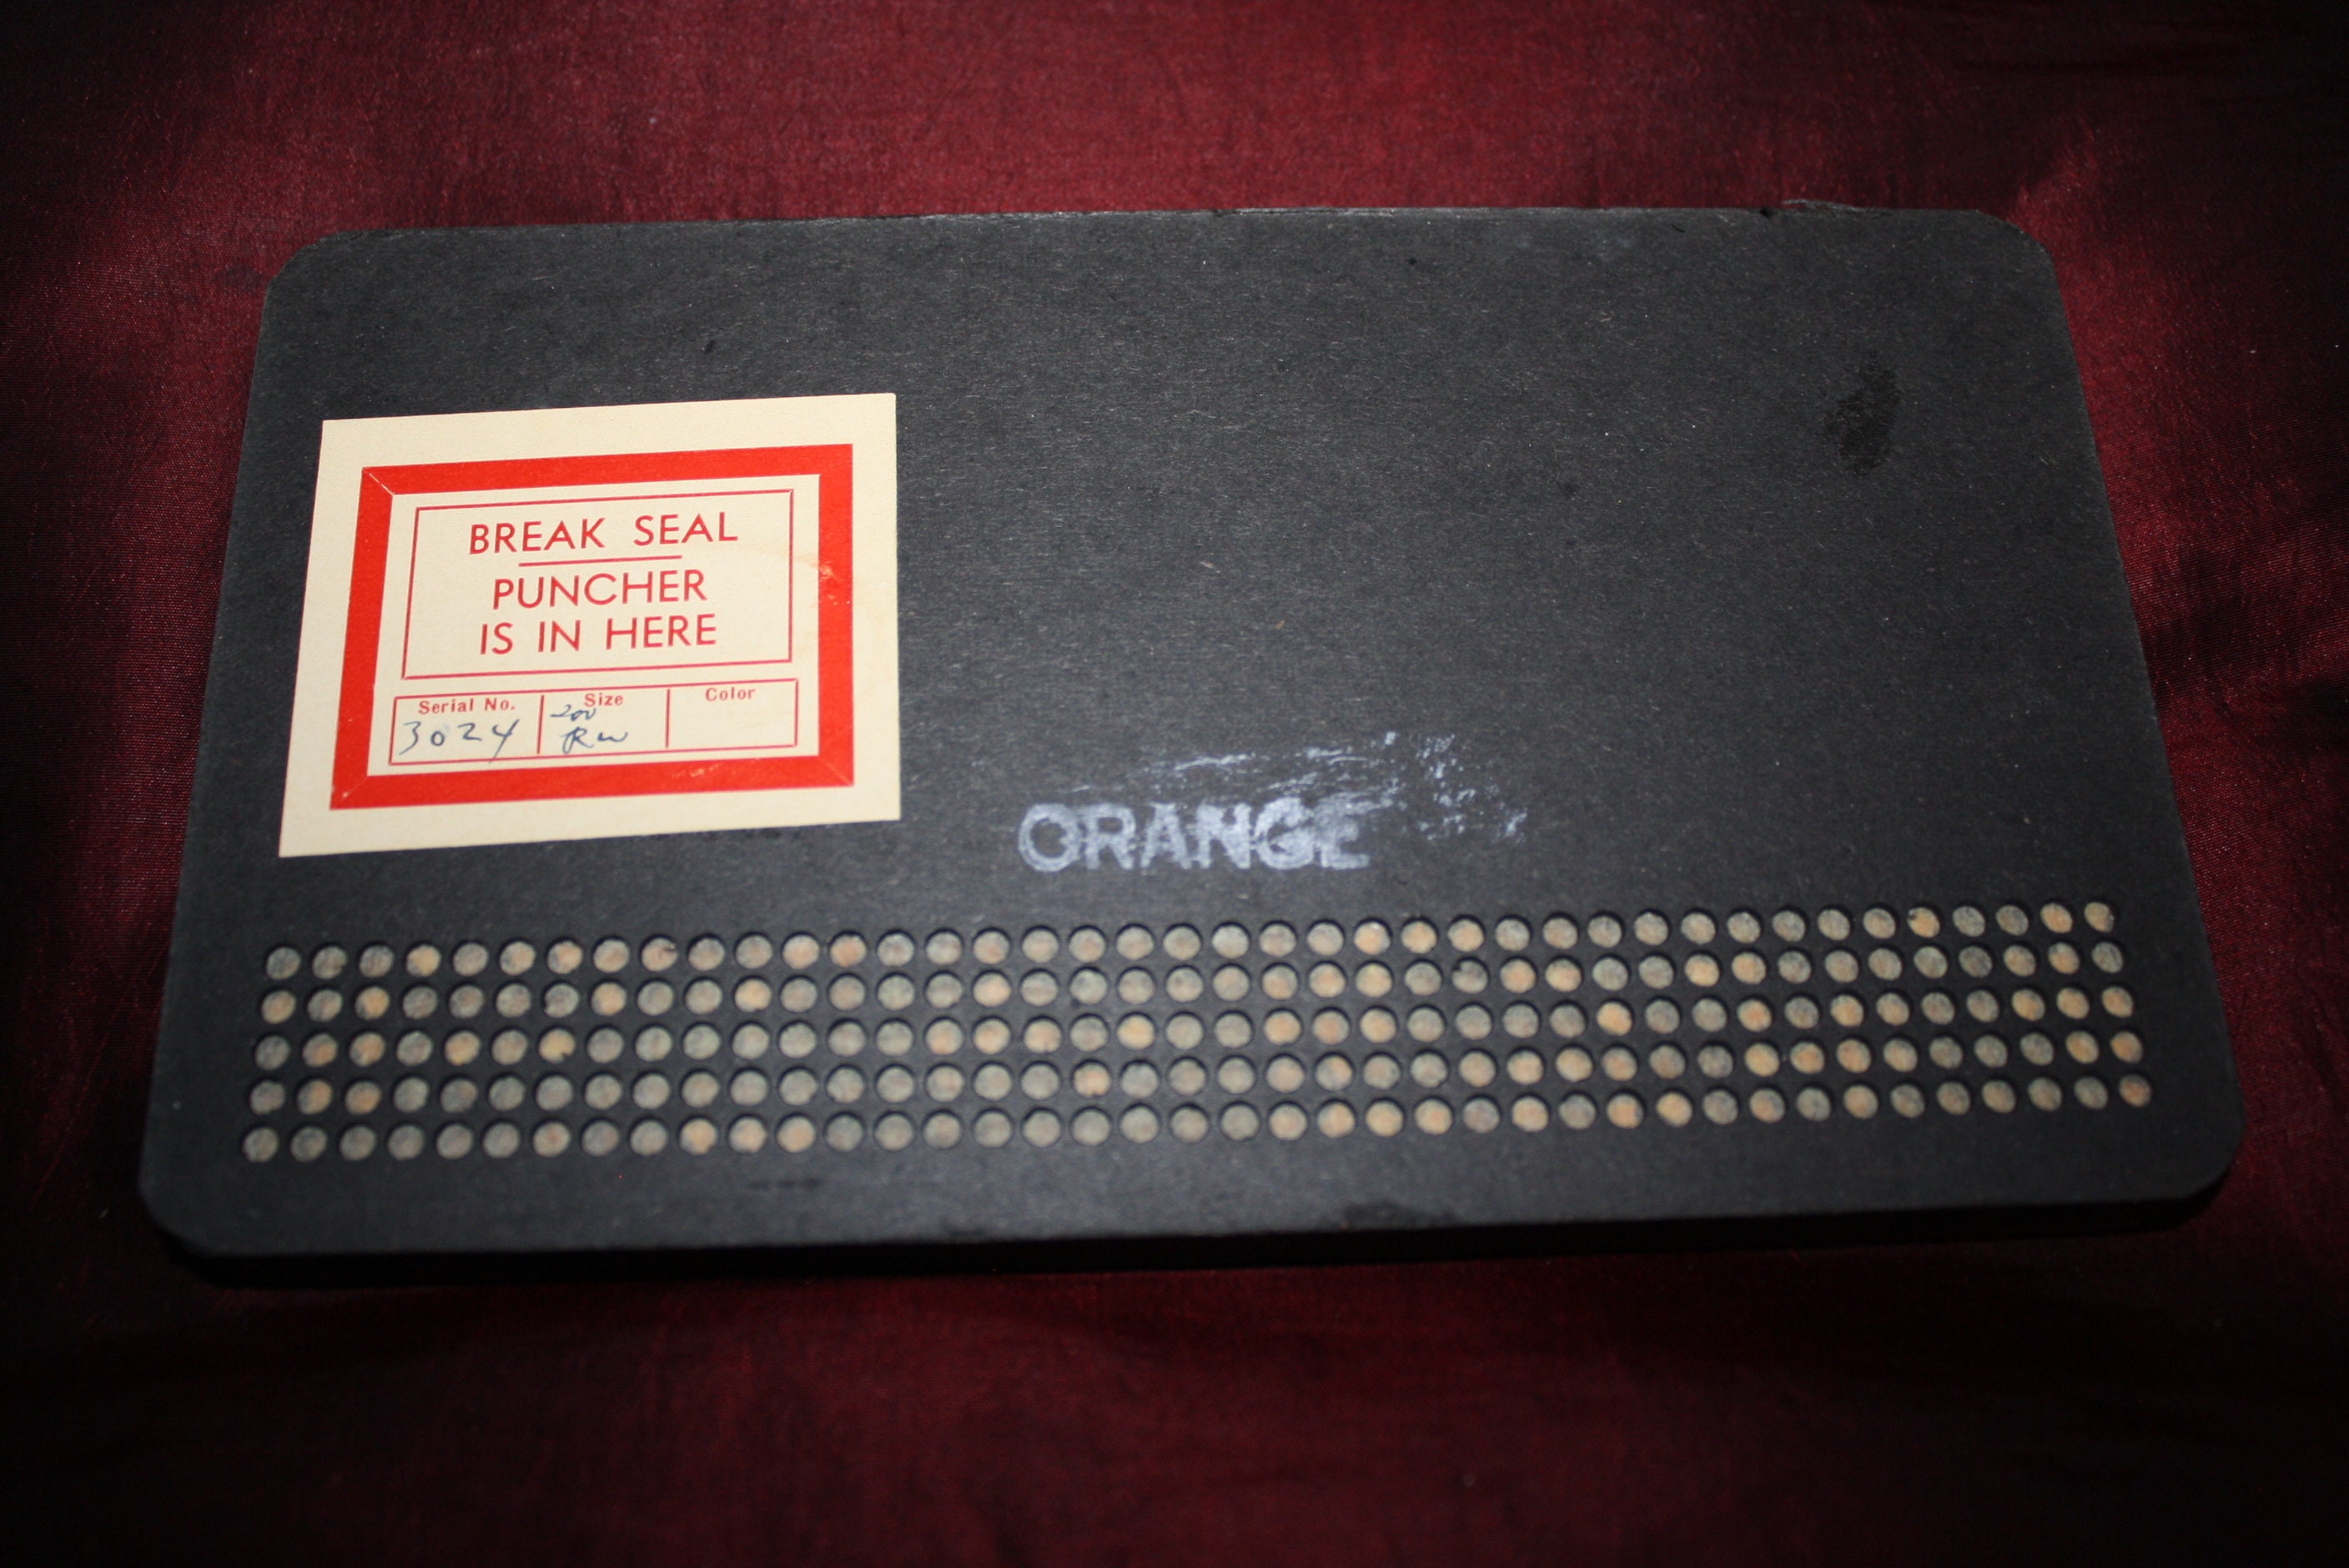 BREAK SEAL
PUNCHER
IS IN HERE
Serial No. Size Color
3024 200
RW
ORANGE